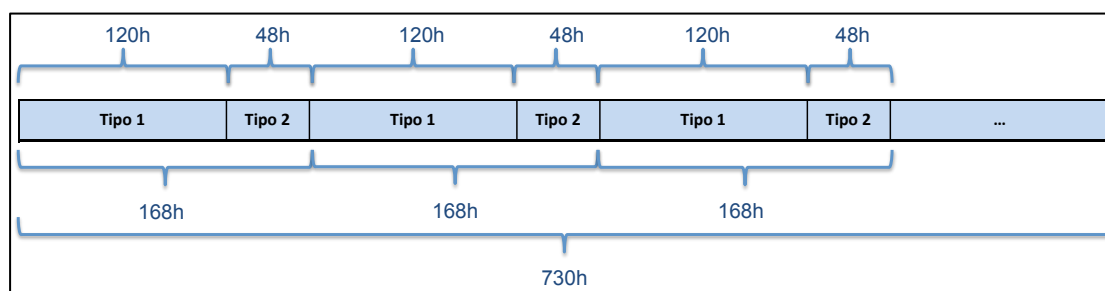 120h 48h 120h 48h 120h 48h
Tipo 1 Tipo 2 Tipo 1 Tipo 2 Tipo 1 Tipo 2 ...
168h 168h 168h
730h